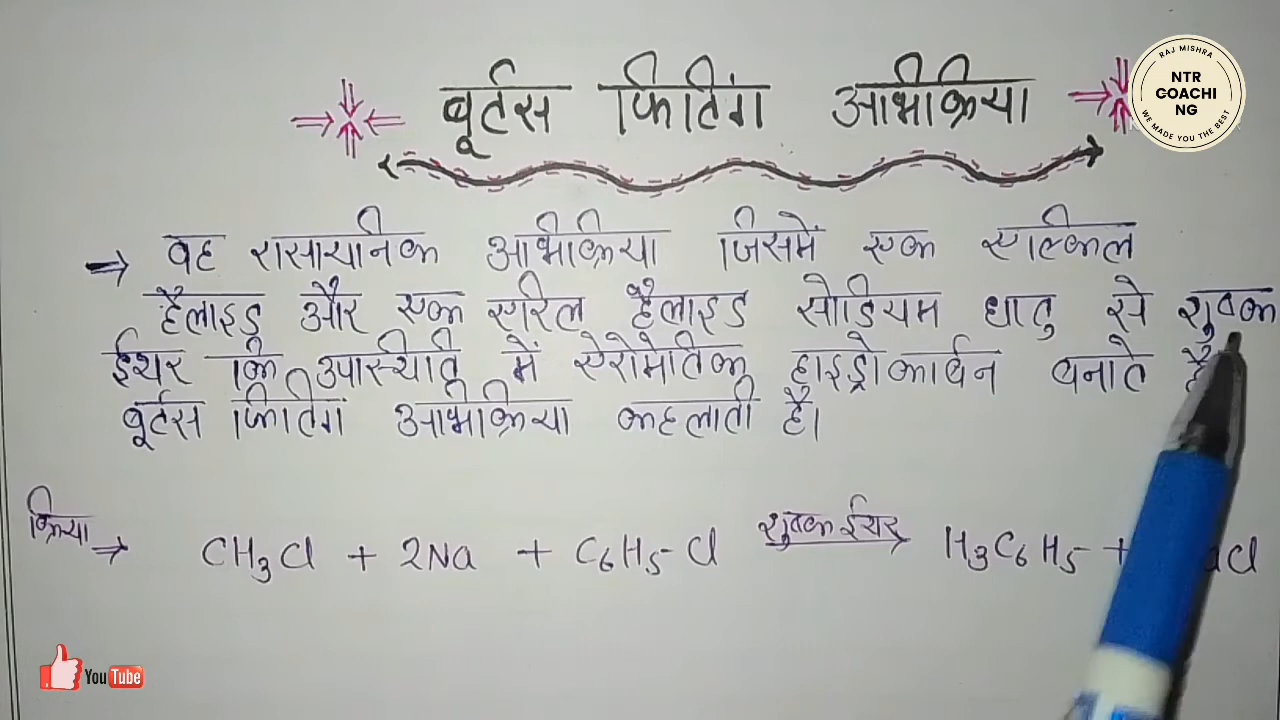 वुर्टस फिटिंग अभिक्रिया
RAJ MISHRA
NTR
COACHI
NG
WE MADE YOU THE BEST
→ वह रासायनिक अभिक्रिया जिसमें एक एल्किल
हैलाइड और एक एरिल हैलाइड सोडियम धातु से शुष्क
ईथर कि उपस्थिति में ऐरोमेटिक हाइड्रोकार्बन बनाते है
वुर्टस फिटिंग अभिक्रिया कहलाती है।
क्रिया → CH3Cl + 2Na + C6H5-Cl शुष्क ईथर → H3C6H5- + aCl
YouTube